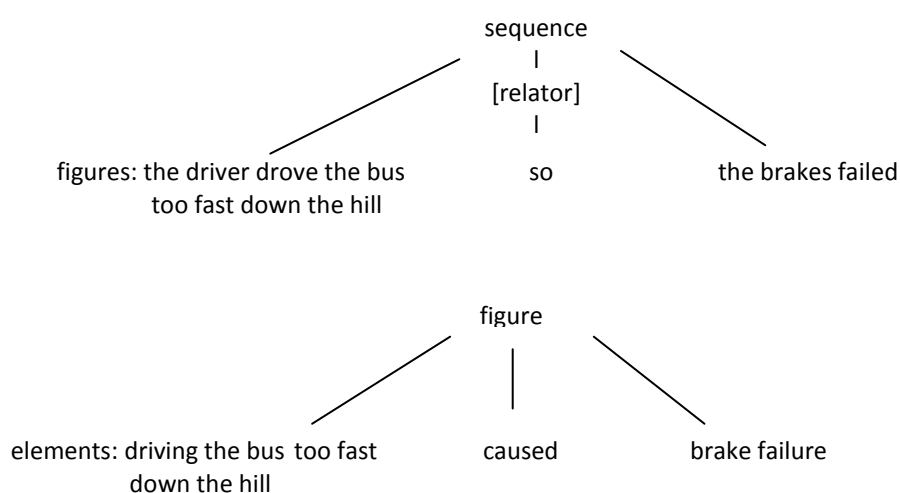 sequence
[relator]
figures: the driver drove the bus so the brakes failed
too fast down the hill
figure
elements: driving the bus too fast caused brake failure
down the hill